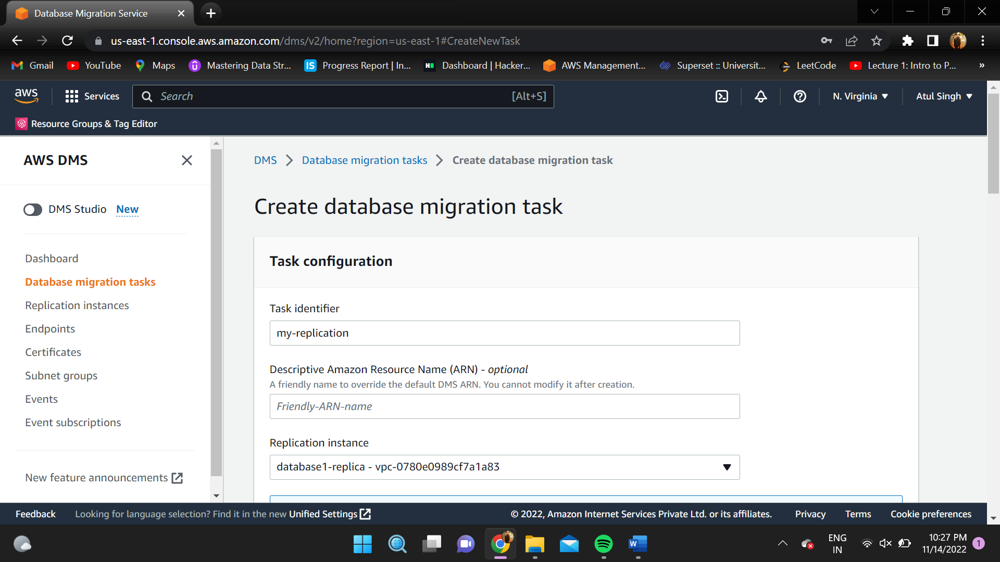 Database Migration Service
us-east-1.console.aws.amazon.com/dms/v2/home?region=us-east-1#CreateNewTask
Gmail YouTube Maps Mastering Data Str... IS Progress Report | In... Dashboard | Hacker... AWS Management... Superset :: Universit... LeetCode Lecture 1: Intro to P... »
aws Services Search [Alt+S] N. Virginia Atul Singh
Resource Groups & Tag Editor
AWS DMS
DMS Studio New
Dashboard
Database migration tasks
Replication instances
Endpoints
Certificates
Subnet groups
Events
Event subscriptions
New feature announcements
DMS Database migration tasks Create database migration task
Create database migration task
Task configuration
Task identifier
my-replication
Descriptive Amazon Resource Name (ARN) - optional
A friendly name to override the default DMS ARN. You cannot modify it after creation.
Friendly-ARN-name
Replication instance
database1-replica - vpc-0780e0989cf7a1a83
Feedback Looking for language selection? Find it in the new Unified Settings © 2022, Amazon Internet Services Private Ltd. or its affiliates. Privacy Terms Cookie preferences
ENG
IN
10:27 PM
11/14/2022
1